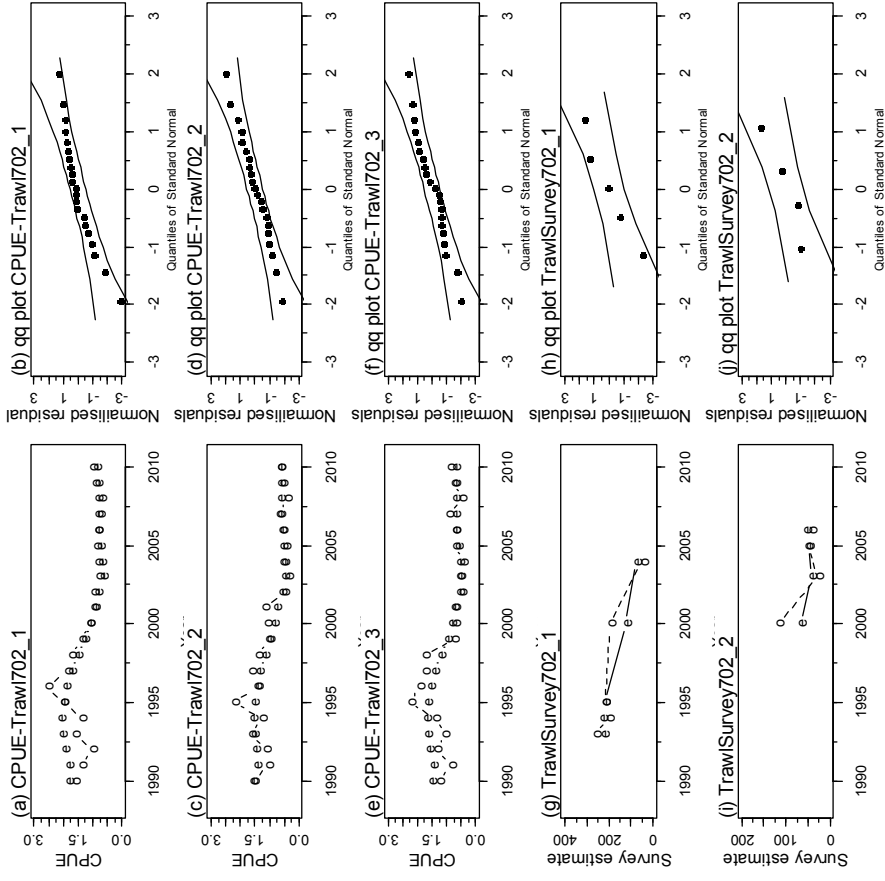 (a) CPUE-Trawl702_1
CPUE
3.0
1.5
0.0
1990 1995 2000 2005 2010
(b) qq plot CPUE-Trawl702_1
Normailised residual
3
1
-1
-3
-3 -2 -1 0 1 2 3
Quantiles of Standard Normal
(c) CPUE-Trawl702_2
CPUE
3.0
1.5
0.0
1990 1995 2000 2005 2010
(d) qq plot CPUE-Trawl702_2
Normailised residuals
3
1
-1
-3
-3 -2 -1 0 1 2 3
Quantiles of Standard Normal
(e) CPUE-Trawl702_3
CPUE
3.0
1.5
0.0
1990 1995 2000 2005 2010
(f) qq plot CPUE-Trawl702_3
Normailised residuals
3
1
-1
-3
-3 -2 -1 0 1 2 3
Quantiles of Standard Normal
(g) TrawlSurvey702_1
Survey estimate
400
200
0
1990 1995 2000 2005 2010
(h) qq plot TrawlSurvey702_1
Normailised residuals
3
1
-1
-3
-3 -2 -1 0 1 2 3
Quantiles of Standard Normal
(i) TrawlSurvey702_2
Survey estimate
200
100
0
1990 1995 2000 2005 2010
(j) qq plot TrawlSurvey702_2
Normailised residuals
3
1
-1
-3
-3 -2 -1 0 1 2 3
Quantiles of Standard Normal